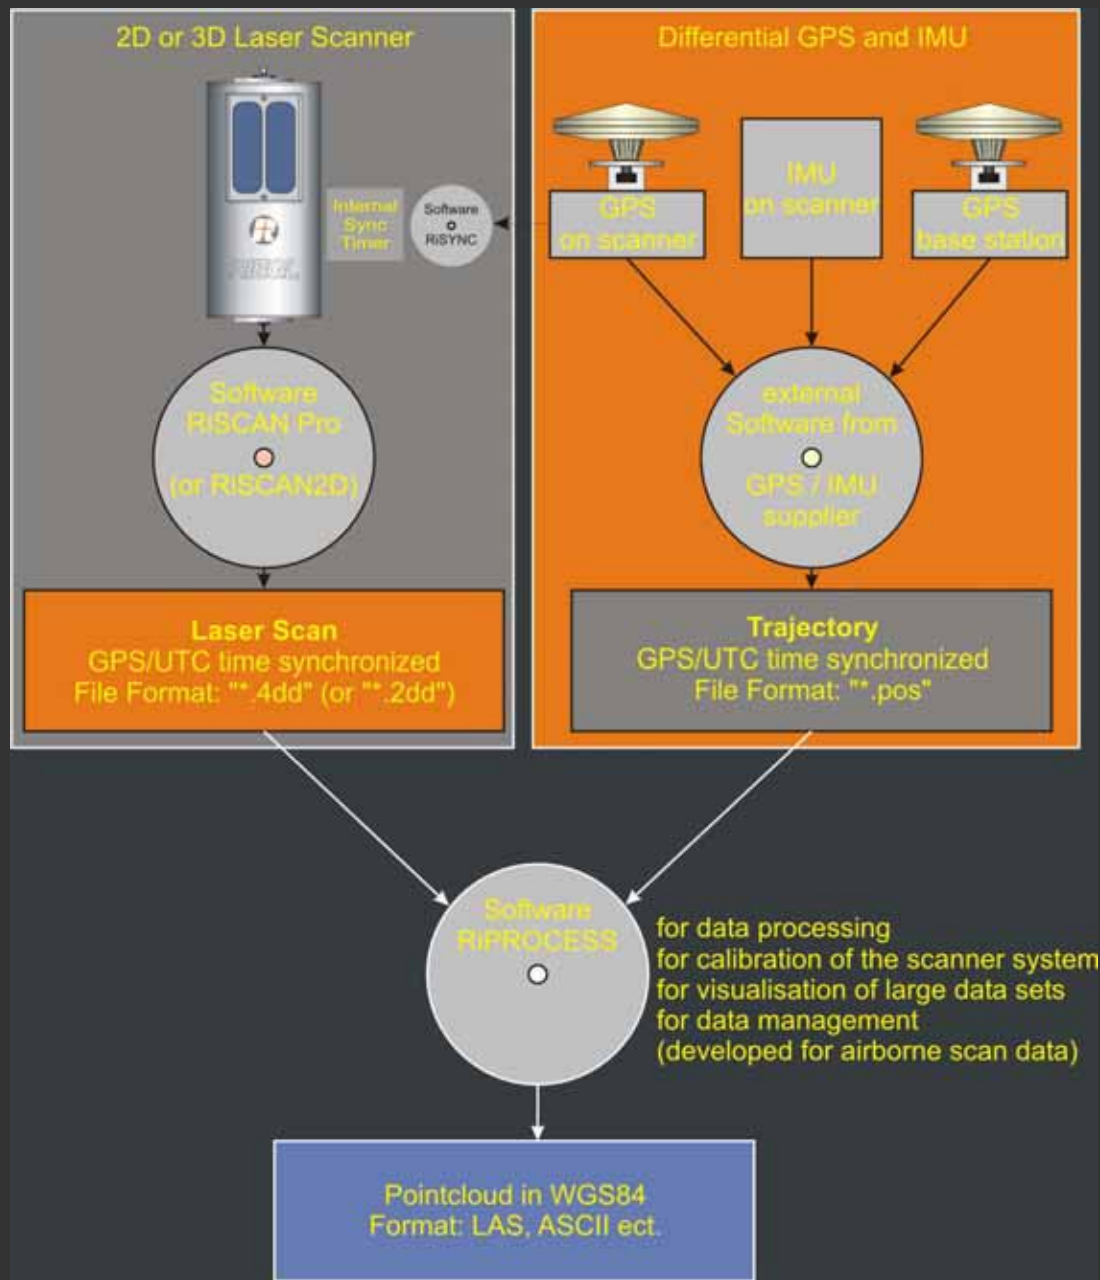 2D or 3D Laser Scanner
Internal
Sync
Timer
Software
RiSYNC
RIEGL
Software
RiSCAN Pro
(or RiSCAN2D)
Laser Scan
GPS/UTC time synchronized
File Format: "*.4dd" (or "*.2dd")
Differential GPS and IMU
GPS
on scanner
IMU
on scanner
GPS
base station
external
Software from
GPS / IMU
supplier
Trajectory
GPS/UTC time synchronized
File Format: "*.pos"
Software
RiPROCESS
for data processing
for calibration of the scanner system
for visualisation of large data sets
for data management
(developed for airborne scan data)
Pointcloud in WGS84
Format: LAS, ASCII ect.